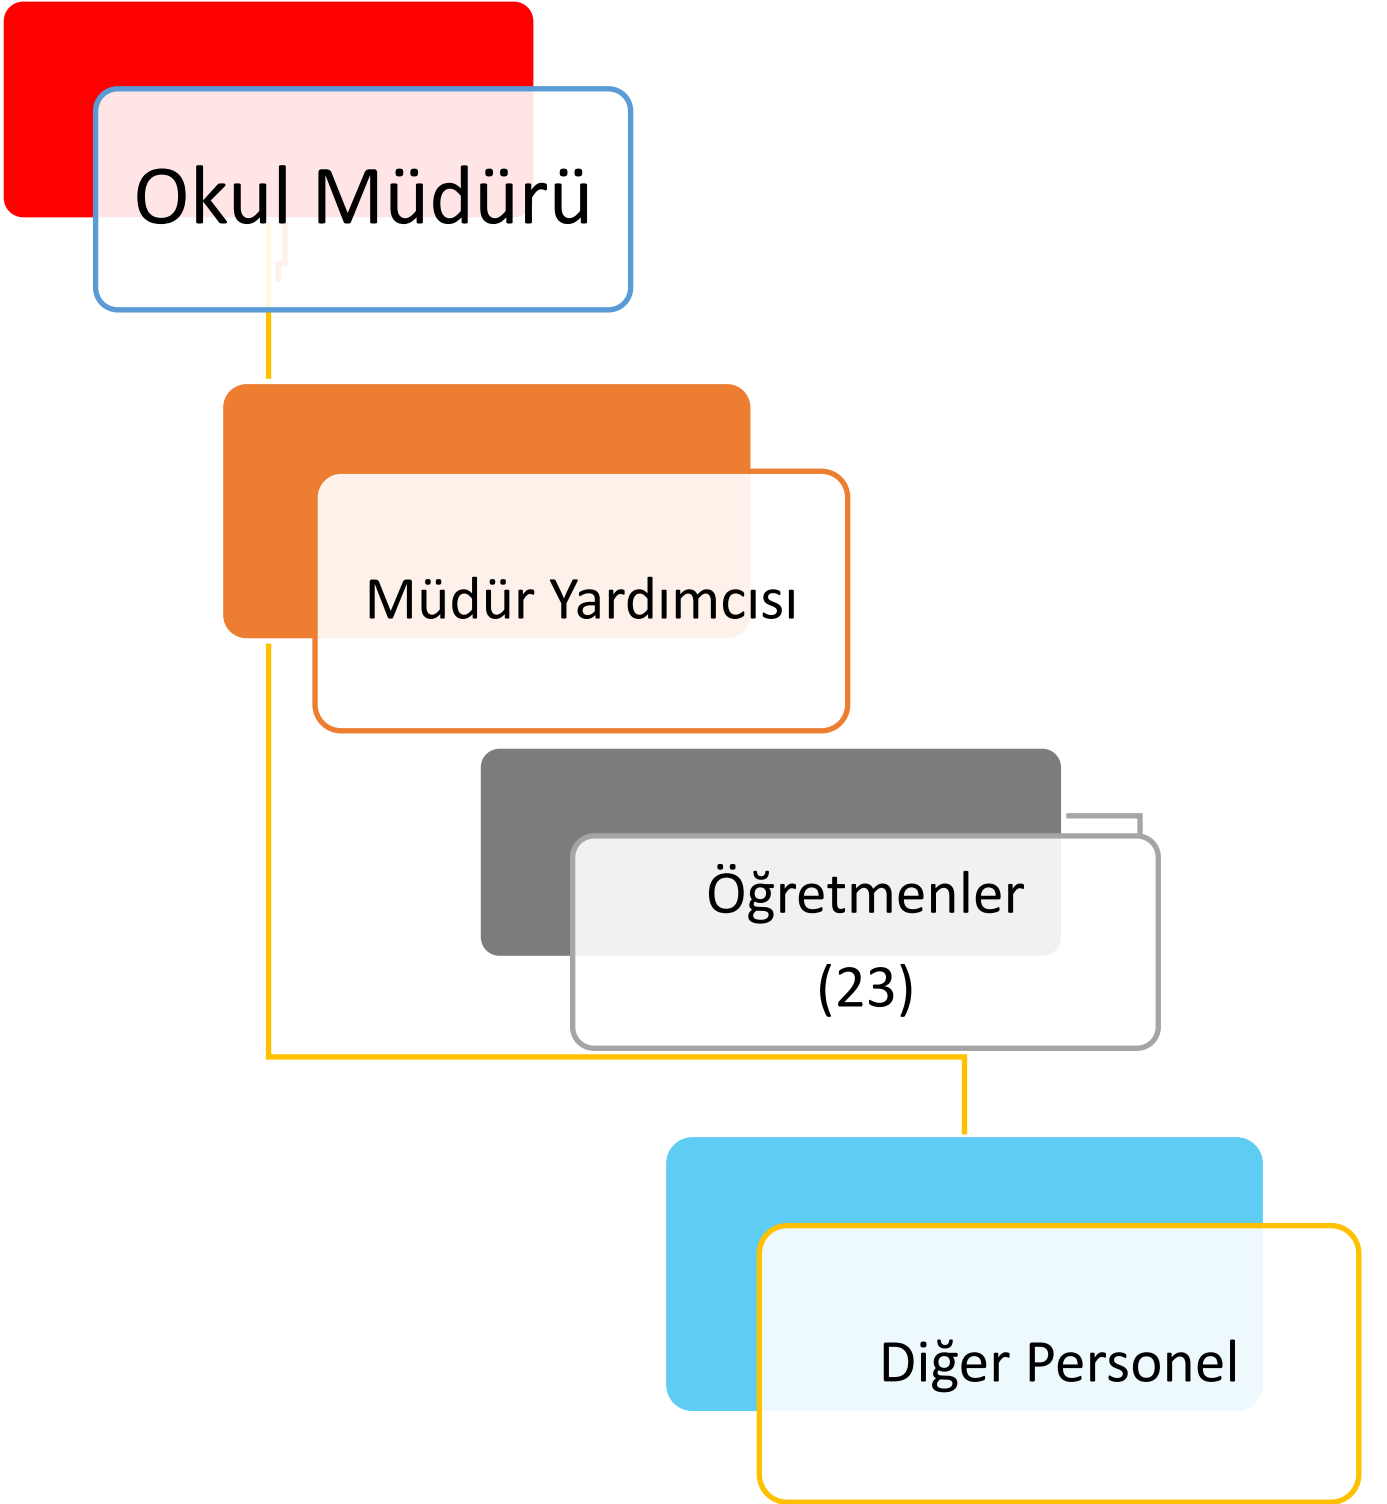 Okul Müdürü
Müdür Yardımcısı
Öğretmenler
(23)
Diğer Personel